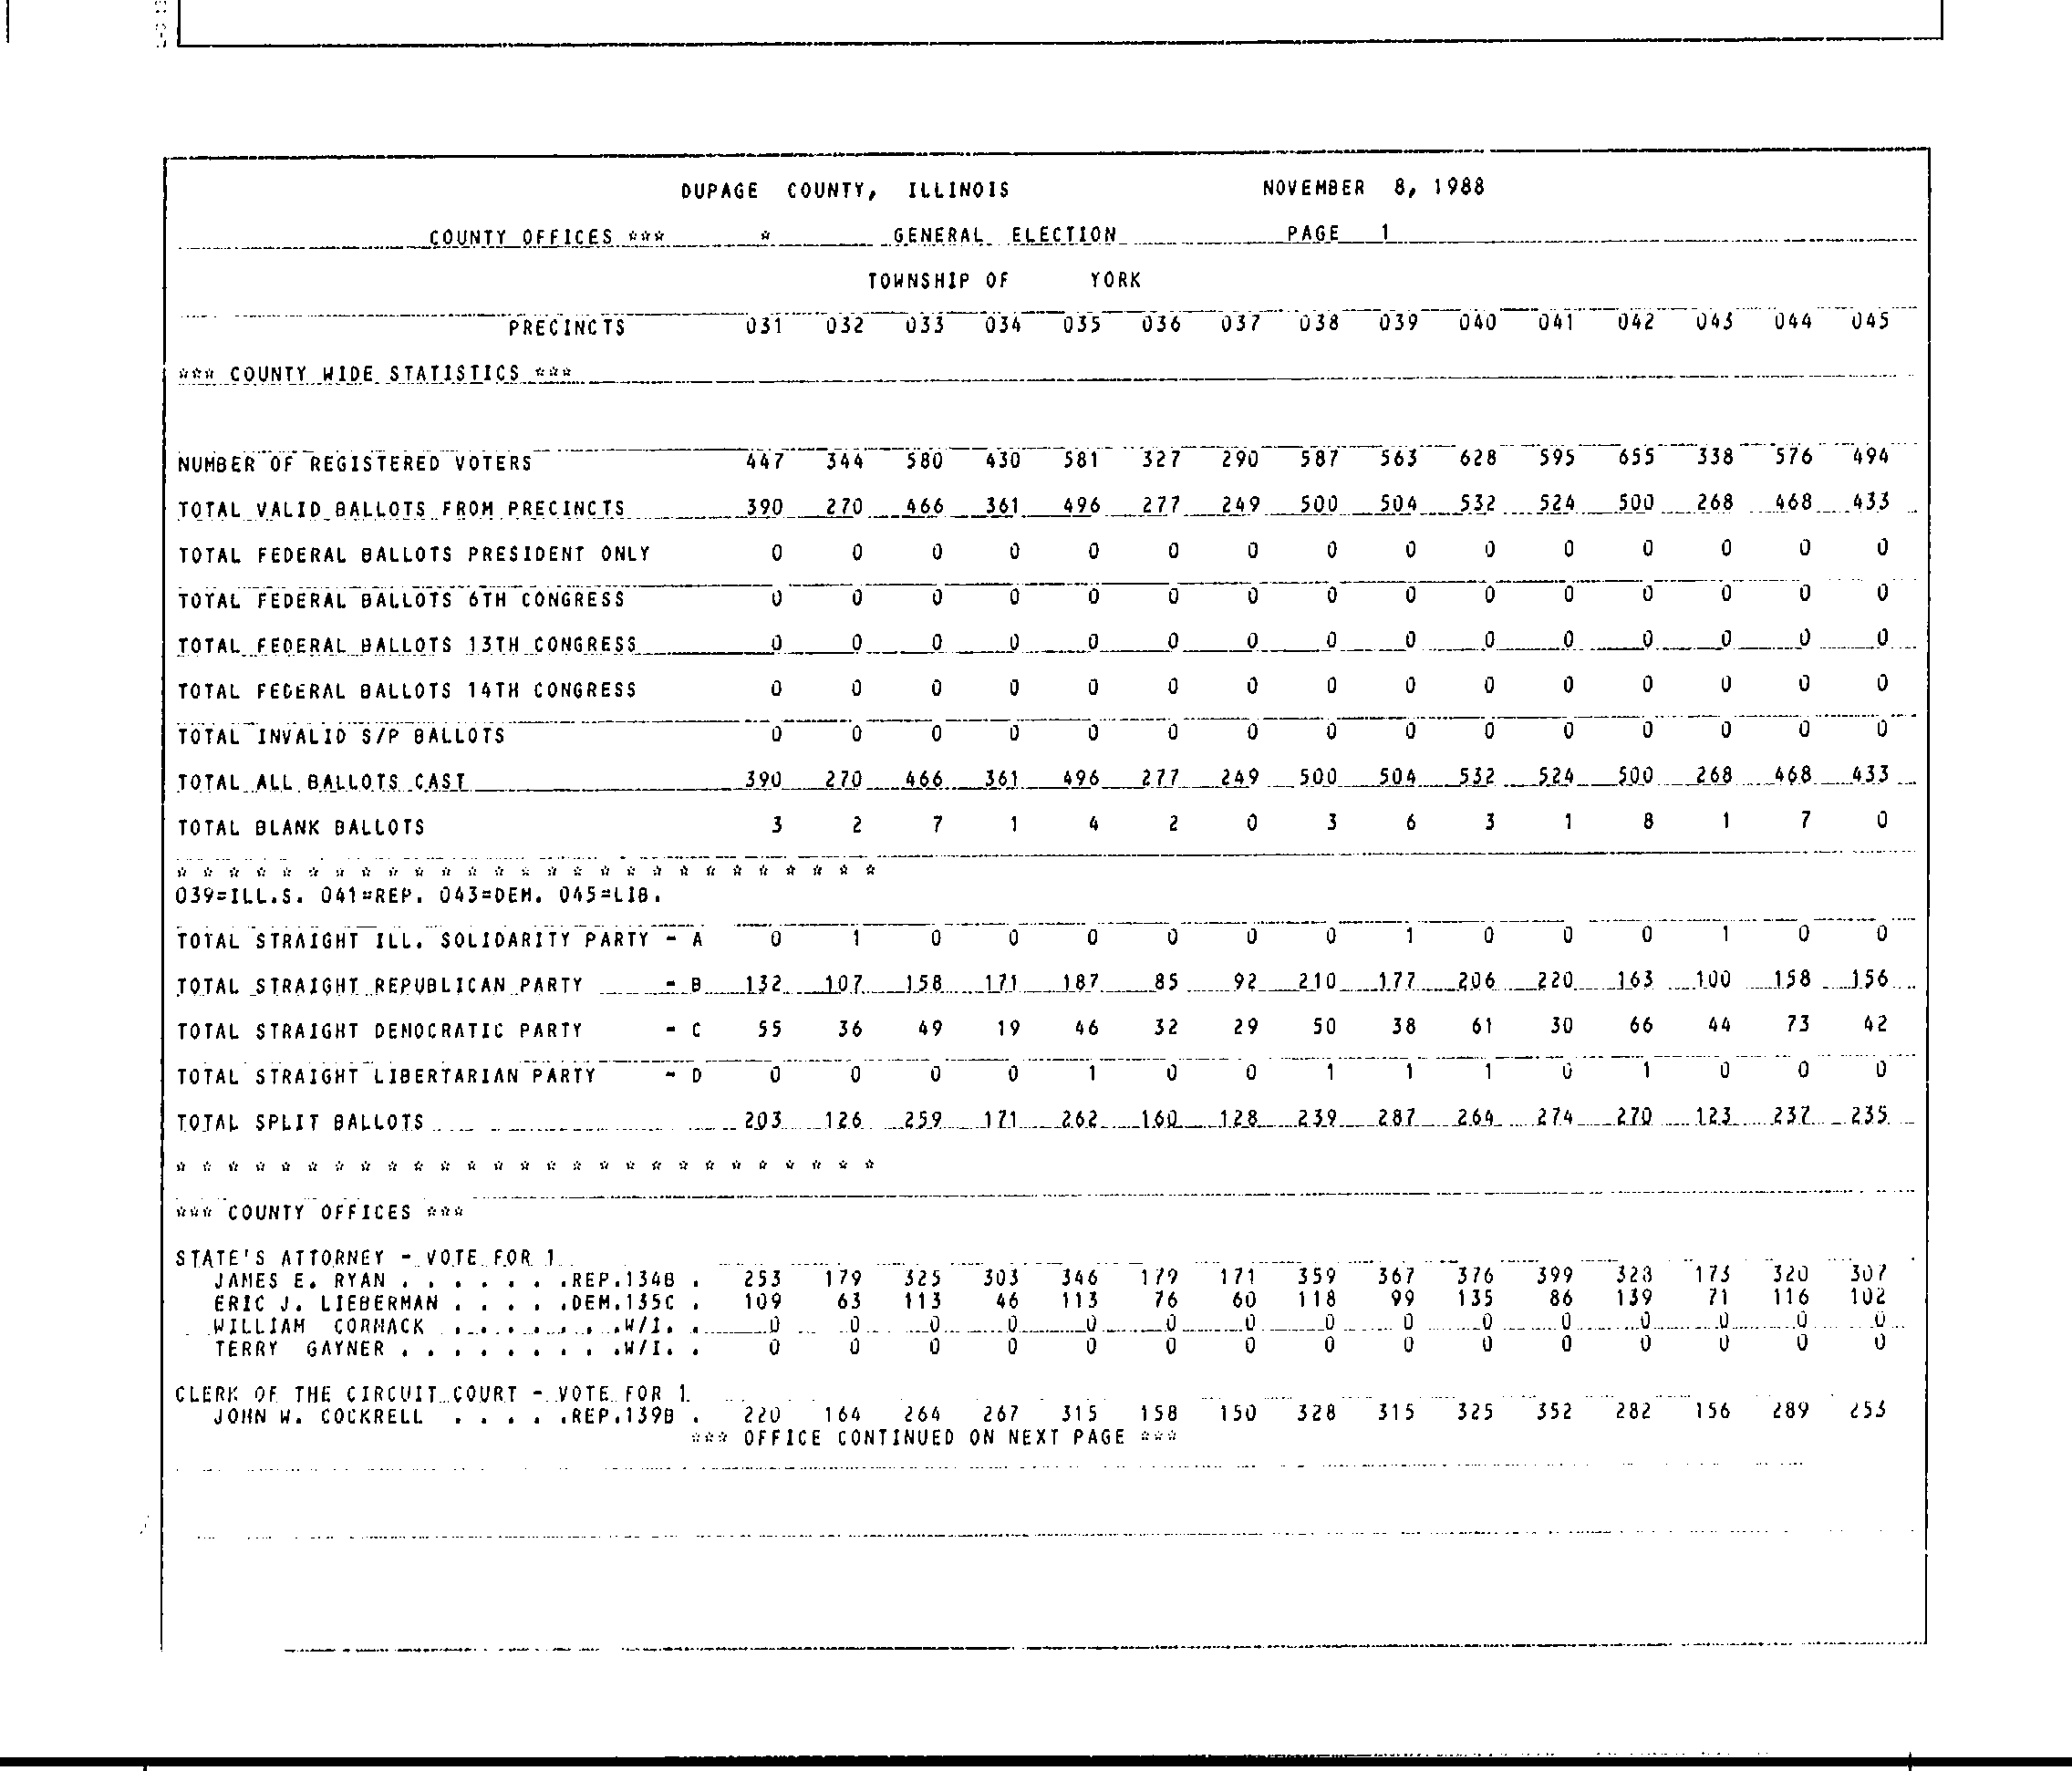 DUPAGE COUNTY, ILLINOIS NOVEMBER 8, 1988
COUNTY OFFICES *** * GENERAL ELECTION PAGE 1
TOWNSHIP OF YORK
PRECINCTS 031 032 033 034 035 036 037 038 039 040 041 042 043 044 045
*** COUNTY WIDE STATISTICS ***
NUMBER OF REGISTERED VOTERS 447 344 580 430 581 327 290 587 563 628 595 655 338 576 494
TOTAL VALID BALLOTS FROM PRECINCTS 390 270 466 361 496 277 249 500 504 532 524 500 268 468 433
TOTAL FEDERAL BALLOTS PRESIDENT ONLY 0 0 0 0 0 0 0 0 0 0 0 0 0 0 0
TOTAL FEDERAL BALLOTS 6TH CONGRESS 0 0 0 0 0 0 0 0 0 0 0 0 0 0 0
TOTAL FEDERAL BALLOTS 13TH CONGRESS 0 0 0 0 0 0 0 0 0 0 0 0 0 0 0
TOTAL FEDERAL BALLOTS 14TH CONGRESS 0 0 0 0 0 0 0 0 0 0 0 0 0 0 0
TOTAL INVALID S/P BALLOTS 0 0 0 0 0 0 0 0 0 0 0 0 0 0 0
TOTAL ALL BALLOTS CAST 390 270 466 361 496 277 249 500 504 532 524 500 268 468 433
TOTAL BLANK BALLOTS 3 2 7 1 4 2 0 3 6 3 1 8 1 7 0
* * * * * * * * * * * * * * * * * * * * * * * * * * *
039=ILL.S. 041=REP. 043=DEM. 045=LIB.
TOTAL STRAIGHT ILL. SOLIDARITY PARTY - A 0 1 0 0 0 0 0 0 1 0 0 0 1 0 0
TOTAL STRAIGHT REPUBLICAN PARTY - B 132 107 158 171 187 85 92 210 177 206 220 163 100 158 156
TOTAL STRAIGHT DEMOCRATIC PARTY - C 55 36 49 19 46 32 29 50 38 61 30 66 44 73 42
TOTAL STRAIGHT LIBERTARIAN PARTY - D 0 0 0 0 1 0 0 1 1 1 0 1 0 0 0
TOTAL SPLIT BALLOTS 203 126 259 171 262 160 128 239 287 264 274 270 123 237 235
* * * * * * * * * * * * * * * * * * * * * * * * * * *
*** COUNTY OFFICES ***
STATE'S ATTORNEY - VOTE FOR 1
JAMES E. RYAN . . . . . . .REP.134B . 253 179 325 303 346 179 171 359 367 376 399 323 173 320 307
ERIC J. LIEBERMAN . . . . .DEM.135C . 109 63 113 46 113 76 60 118 99 135 86 139 71 116 102
WILLIAM CORMACK . . . . . . .W/I. . 0 0 0 0 0 0 0 0 0 0 0 0 0 0 0
TERRY GAYNER . . . . . . . . .W/I. . 0 0 0 0 0 0 0 0 0 0 0 0 0 0 0
CLERK OF THE CIRCUIT COURT - VOTE FOR 1
JOHN W. COCKRELL . . . . .REP.139B . 220 164 264 267 315 158 150 328 315 325 352 282 156 289 253
*** OFFICE CONTINUED ON NEXT PAGE ***